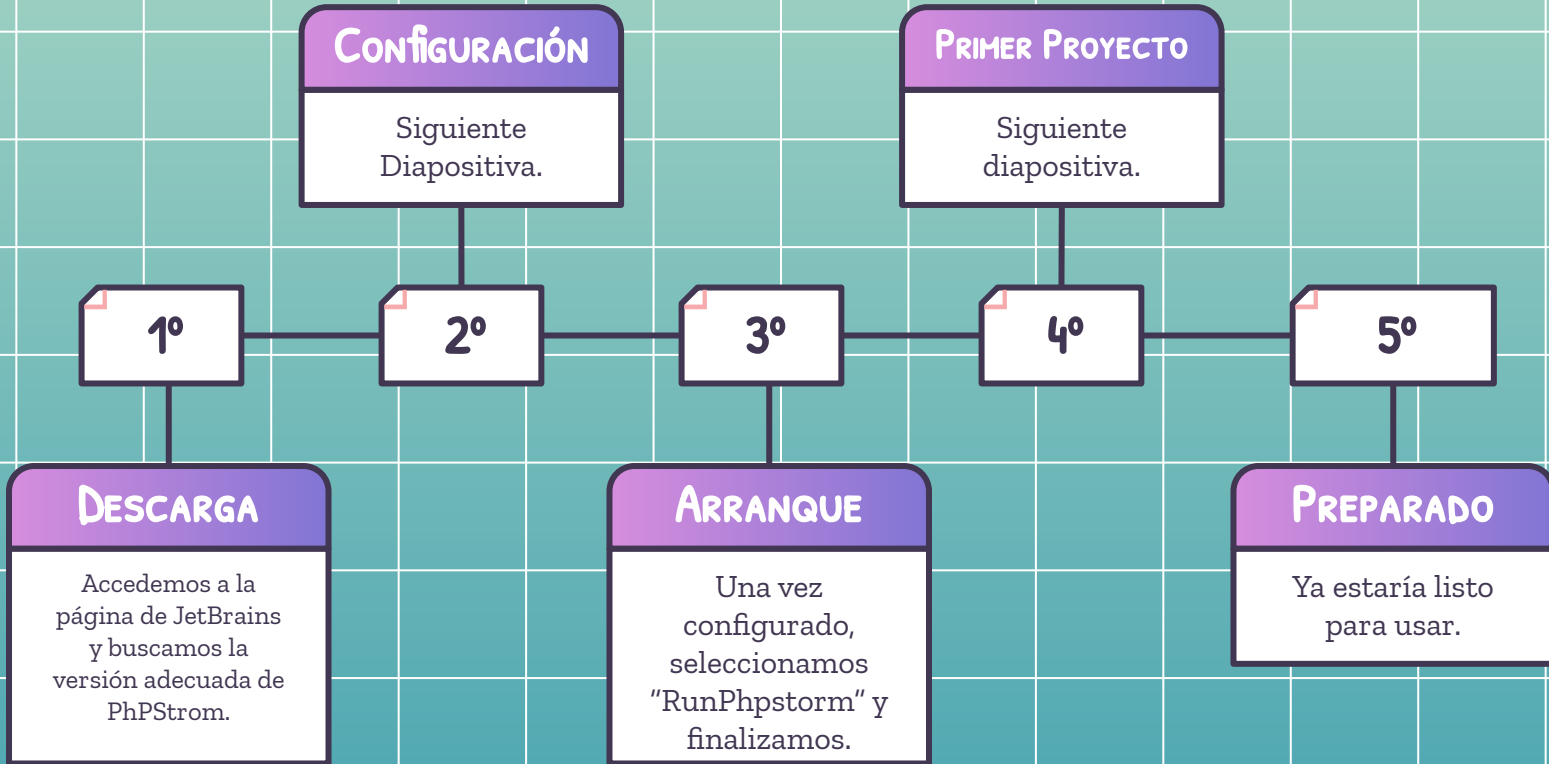 Configuración
Siguiente
Diapositiva.
Primer Proyecto
Siguiente
diapositiva.
1º
2º
3º
4º
5º
Descarga
Accedemos a la
página de JetBrains
y buscamos la
versión adecuada de
PhPStrom.
Arranque
Una vez
configurado,
seleccionamos
“RunPhpstorm” y
finalizamos.
Preparado
Ya estaría listo
para usar.